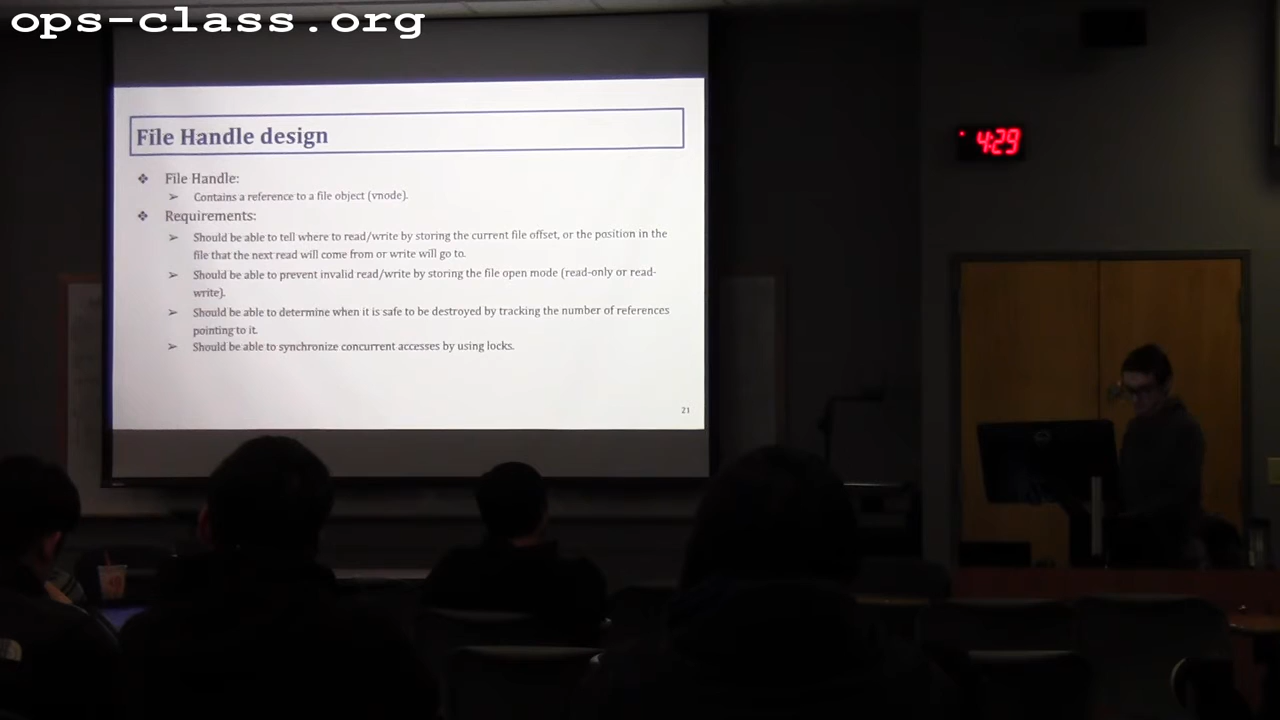 ops-class.org
File Handle design
❖ File Handle:
➢ Contains a reference to a file object (vnode).
❖ Requirements:
➢ Should be able to tell where to read/write by storing the current file offset, or the position in the
file that the next read will come from or write will go to.
➢ Should be able to prevent invalid read/write by storing the file open mode (read-only or read-
write).
➢ Should be able to determine when it is safe to be destroyed by tracking the number of references
pointing to it.
➢ Should be able to synchronize concurrent accesses by using locks.
21
4:29